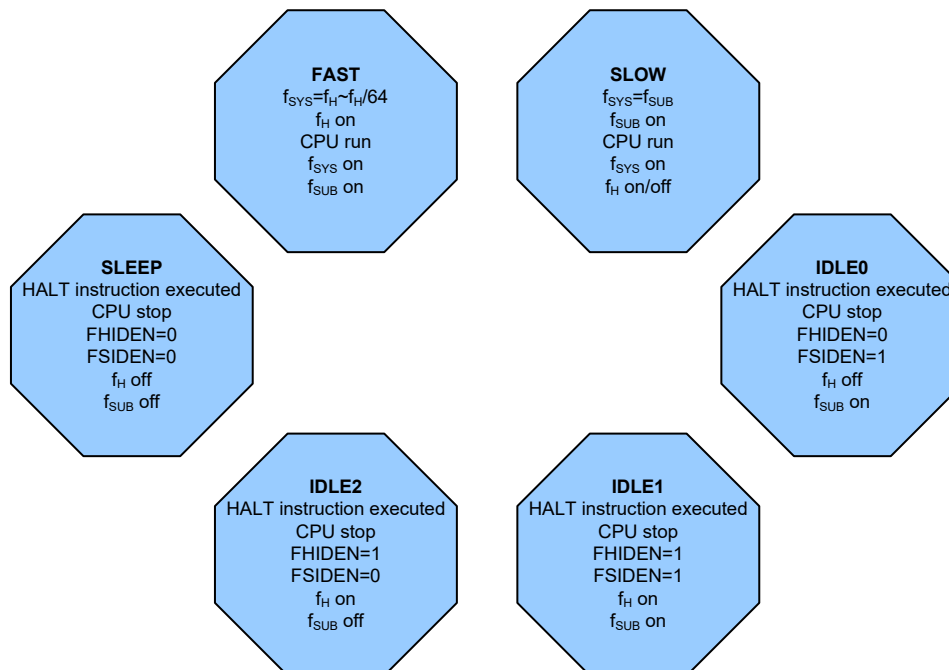 FAST
fSYS=fH~fH/64
fH on
CPU run
fSYS on
fSUB on
SLOW
fSYS=fSUB
fSUB on
CPU run
fSYS on
fH on/off
SLEEP
HALT instruction executed
CPU stop
FHIDEN=0
FSIDEN=0
fH off
fSUB off
IDLE0
HALT instruction executed
CPU stop
FHIDEN=0
FSIDEN=1
fH off
fSUB on
IDLE2
HALT instruction executed
CPU stop
FHIDEN=1
FSIDEN=0
fH on
fSUB off
IDLE1
HALT instruction executed
CPU stop
FHIDEN=1
FSIDEN=1
fH on
fSUB on